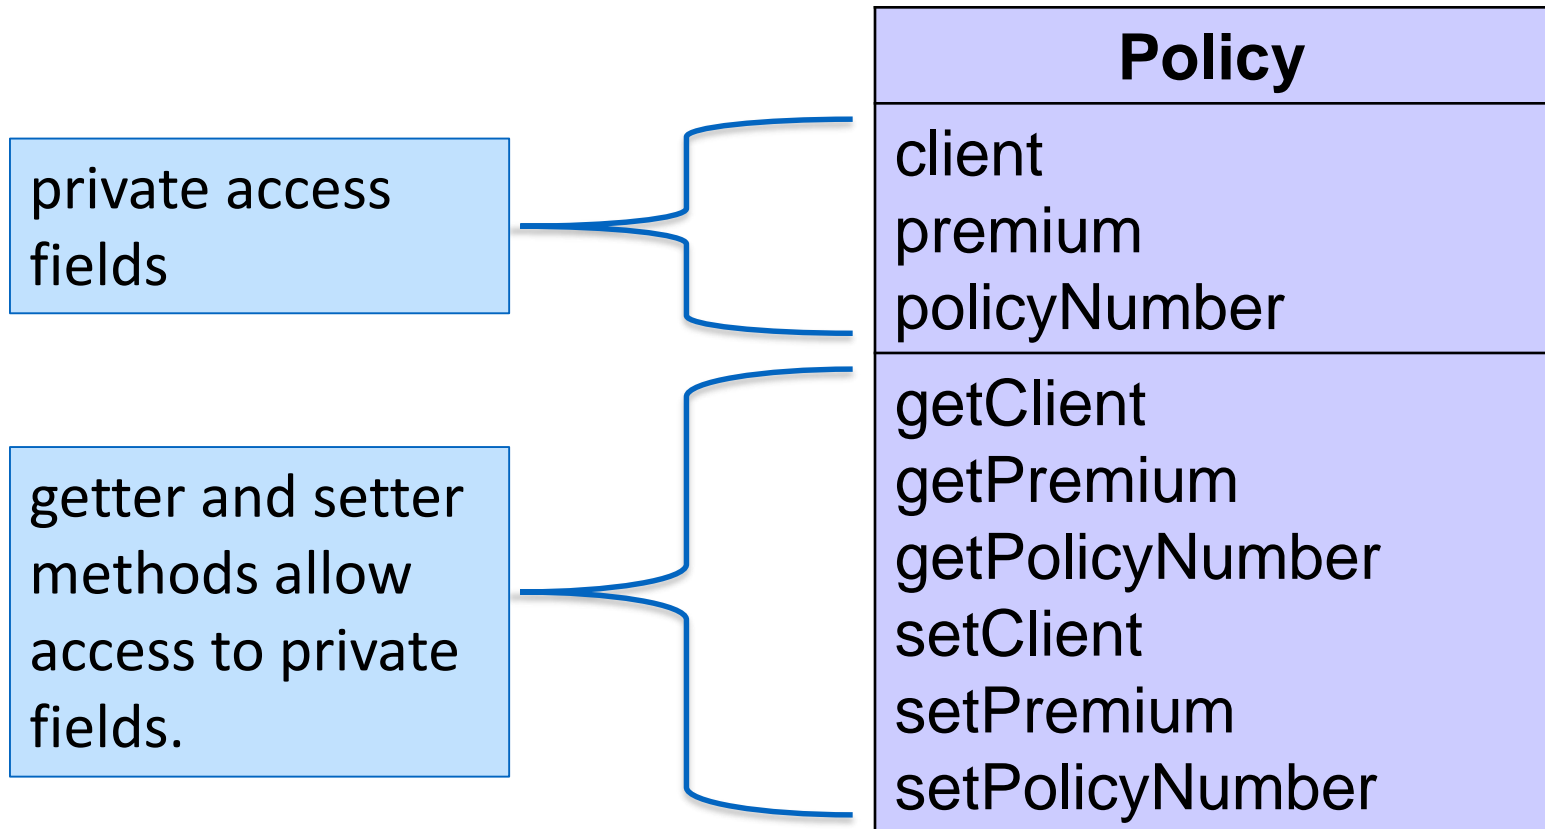 Policy
private access
fields
client
premium
policyNumber
getter and setter
methods allow
access to private
fields.
getClient
getPremium
getPolicyNumber
setClient
setPremium
setPolicyNumber